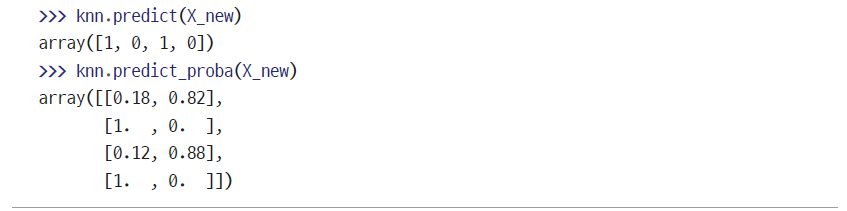 >>> knn.predict(X_new)
array([1, 0, 1, 0])
>>> knn.predict_proba(X_new)
array([[0.18, 0.82],
       [1.  , 0.  ],
       [0.12, 0.88],
       [1.  , 0.  ]])